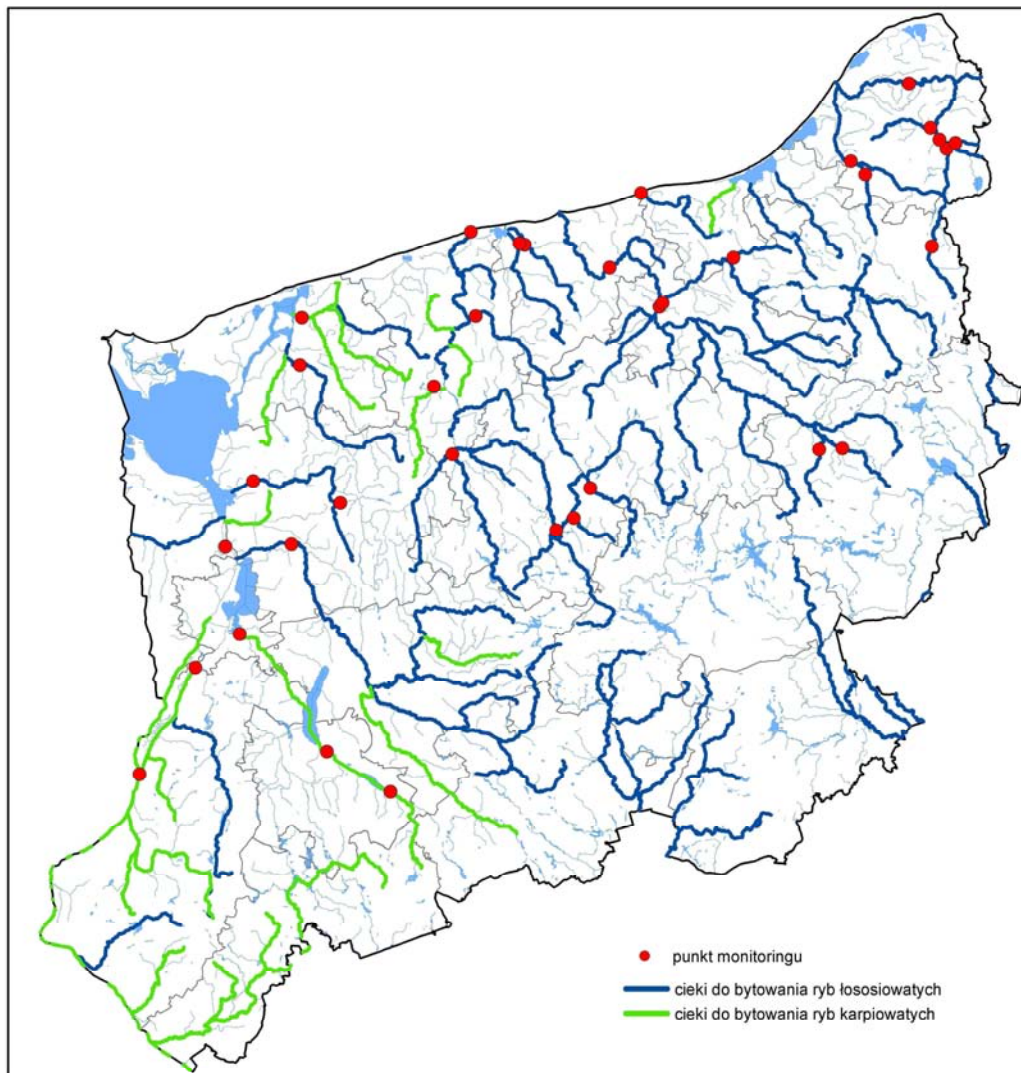 punkt monitoringu
cieki do bytowania ryb łososiowatych
cieki do bytowania ryb karpiowatych